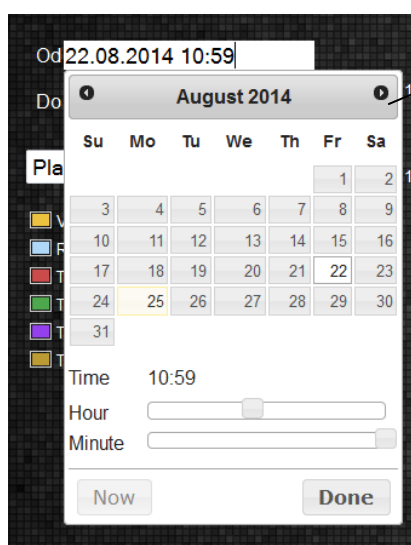 Od 22.08.2014 10:59
Do
August 2014
Su Mo Tu We Th Fr Sa
1 2
3 4 5 6 7 8 9
10 11 12 13 14 15 16
17 18 19 20 21 22 23
24 25 26 27 28 29 30
31
Pla
V
R
T
T
T
T
Time 10:59
Hour
Minute
Now Done